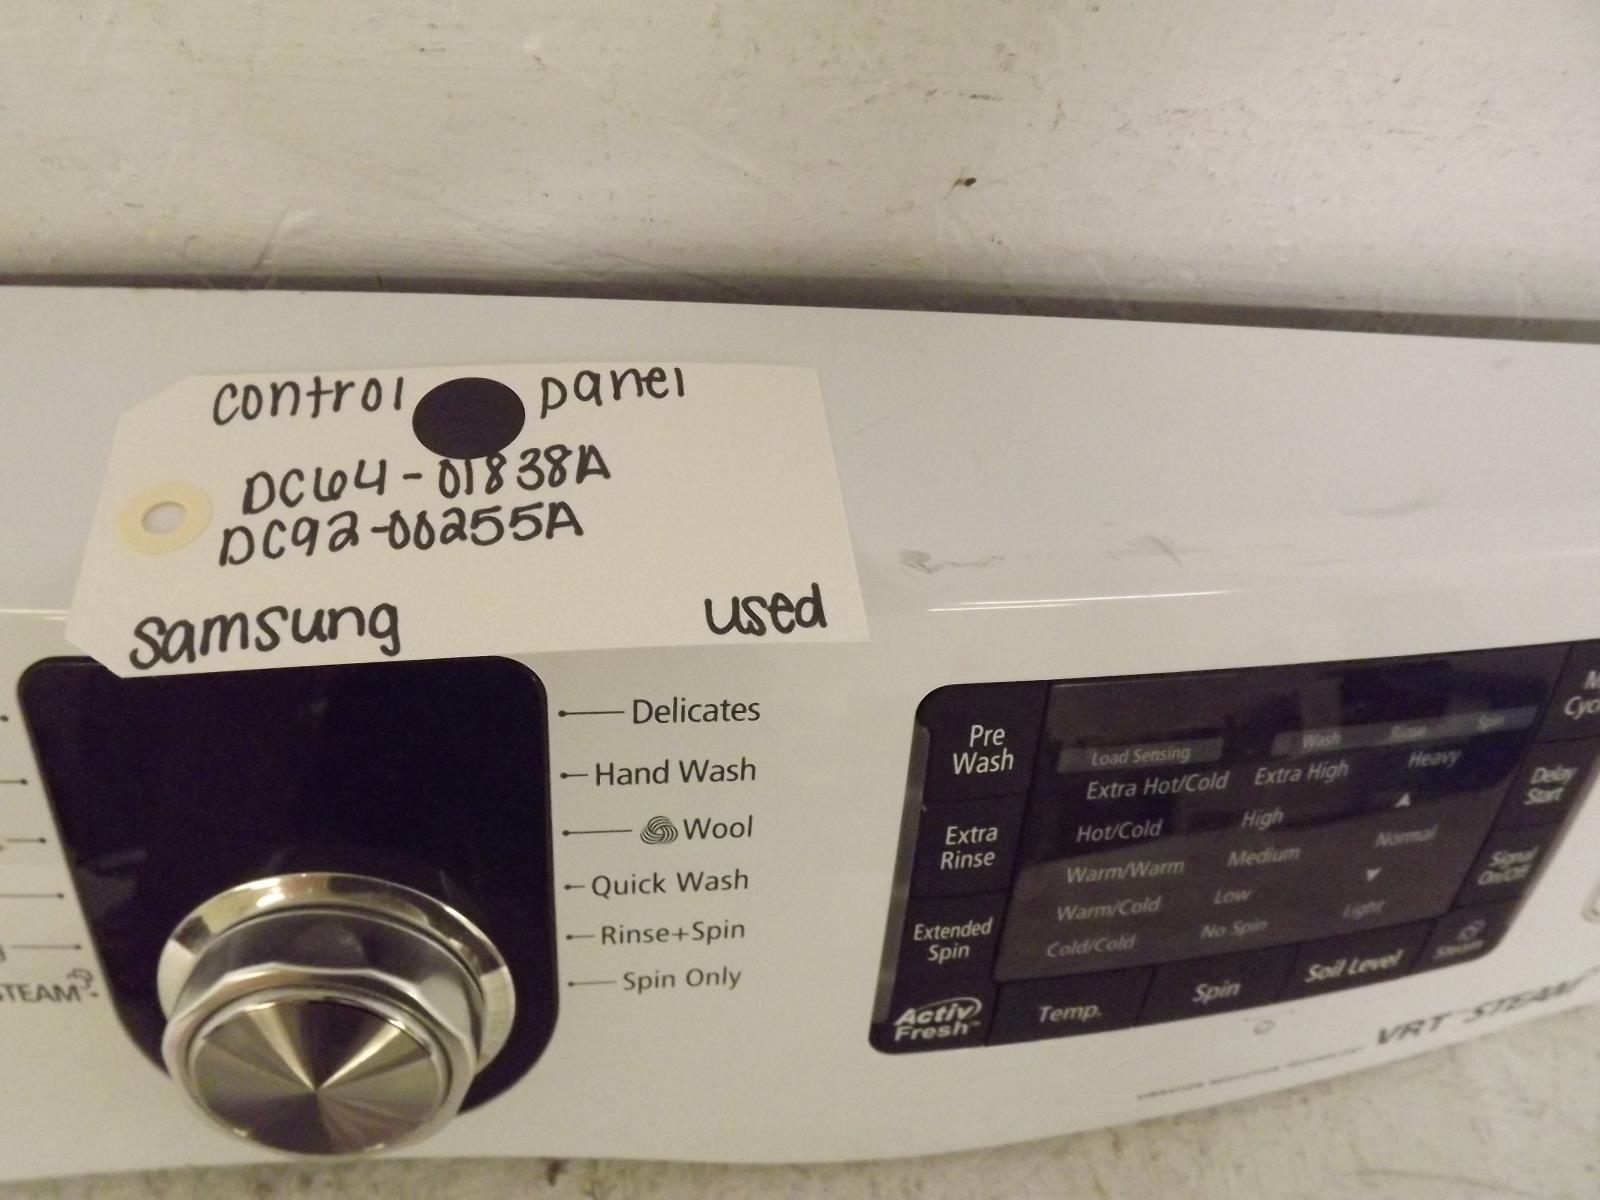 control panel
DC64-01838A
DC92-00255A
samsung used
Delicates
Hand Wash
Wool
Quick Wash
Rinse+Spin
Spin Only
Pre
Wash
Extra
Rinse
Extended
Spin
Activ
Fresh™
Load Sensing
Wash Rinse Spin
Extra Hot/Cold Extra High Heavy
Hot/Cold High
Warm/Warm Medium Normal
Warm/Cold Low
Cold/Cold No Spin Light
Temp. Spin Soil Level Steam
Delay
Start
Signal
On/Off
VRT™ STEAM